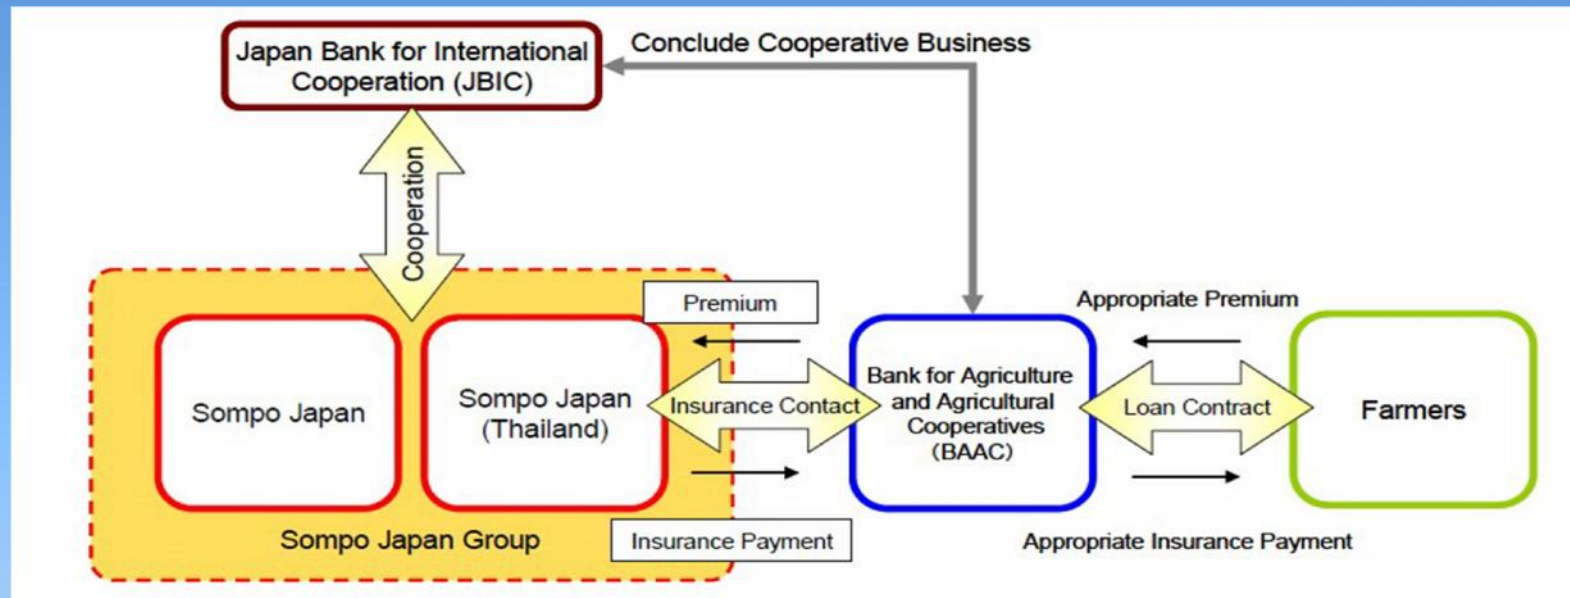 Japan Bank for International
Cooperation (JBIC)
Conclude Cooperative Business
Cooperation
Premium
Appropriate Premium
Sompo Japan
Sompo Japan
(Thailand)
Insurance Contact
Bank for Agriculture
and Agricultural
Cooperatives
(BAAC)
Loan Contract
Farmers
Sompo Japan Group
Insurance Payment
Appropriate Insurance Payment